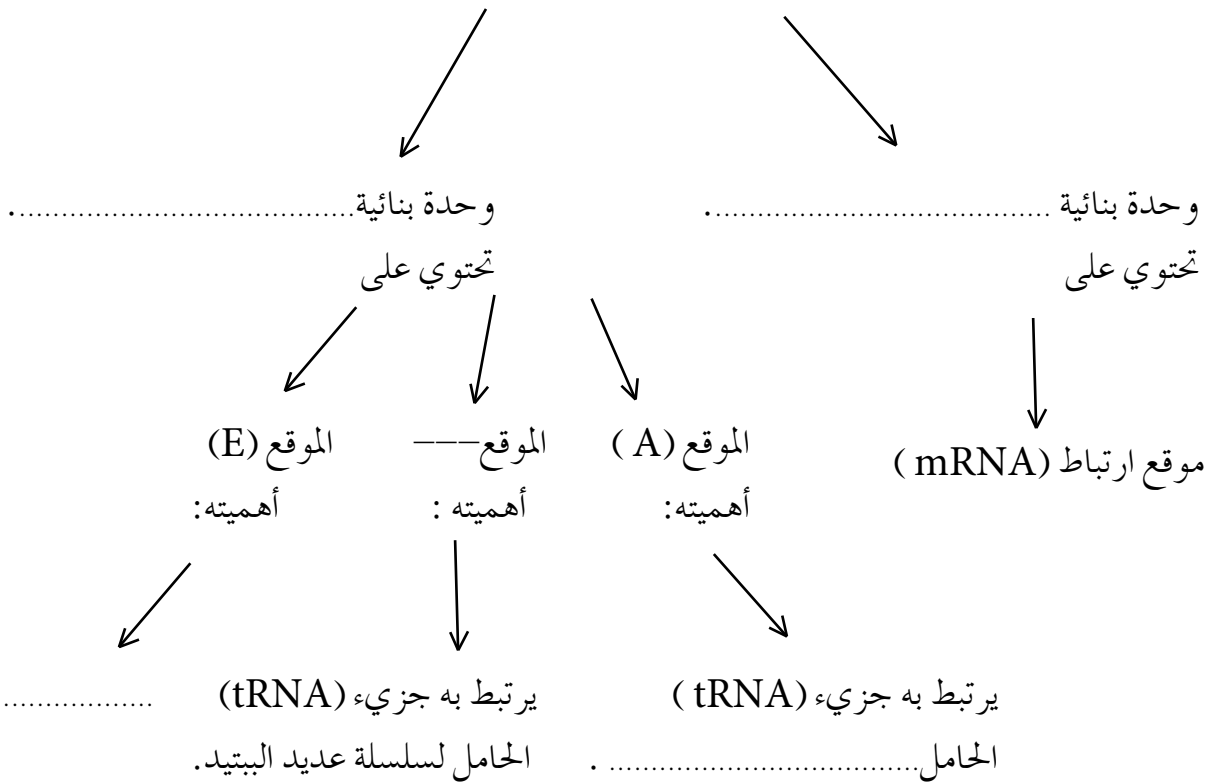 وحدة بنائية ..................................... .
وحدة بنائية..................................... .
تحتوي على
تحتوي على
الموقع (A )
الموقع---
الموقع (E)
موقع ارتباط (mRNA )
أهميته:
أهميته :
أهميته:
يرتبط به جزيء (tRNA )
يرتبط به جزيء (tRNA)
..................
الحامل..................................... .
الحامل لسلسلة عديد الببتيد.